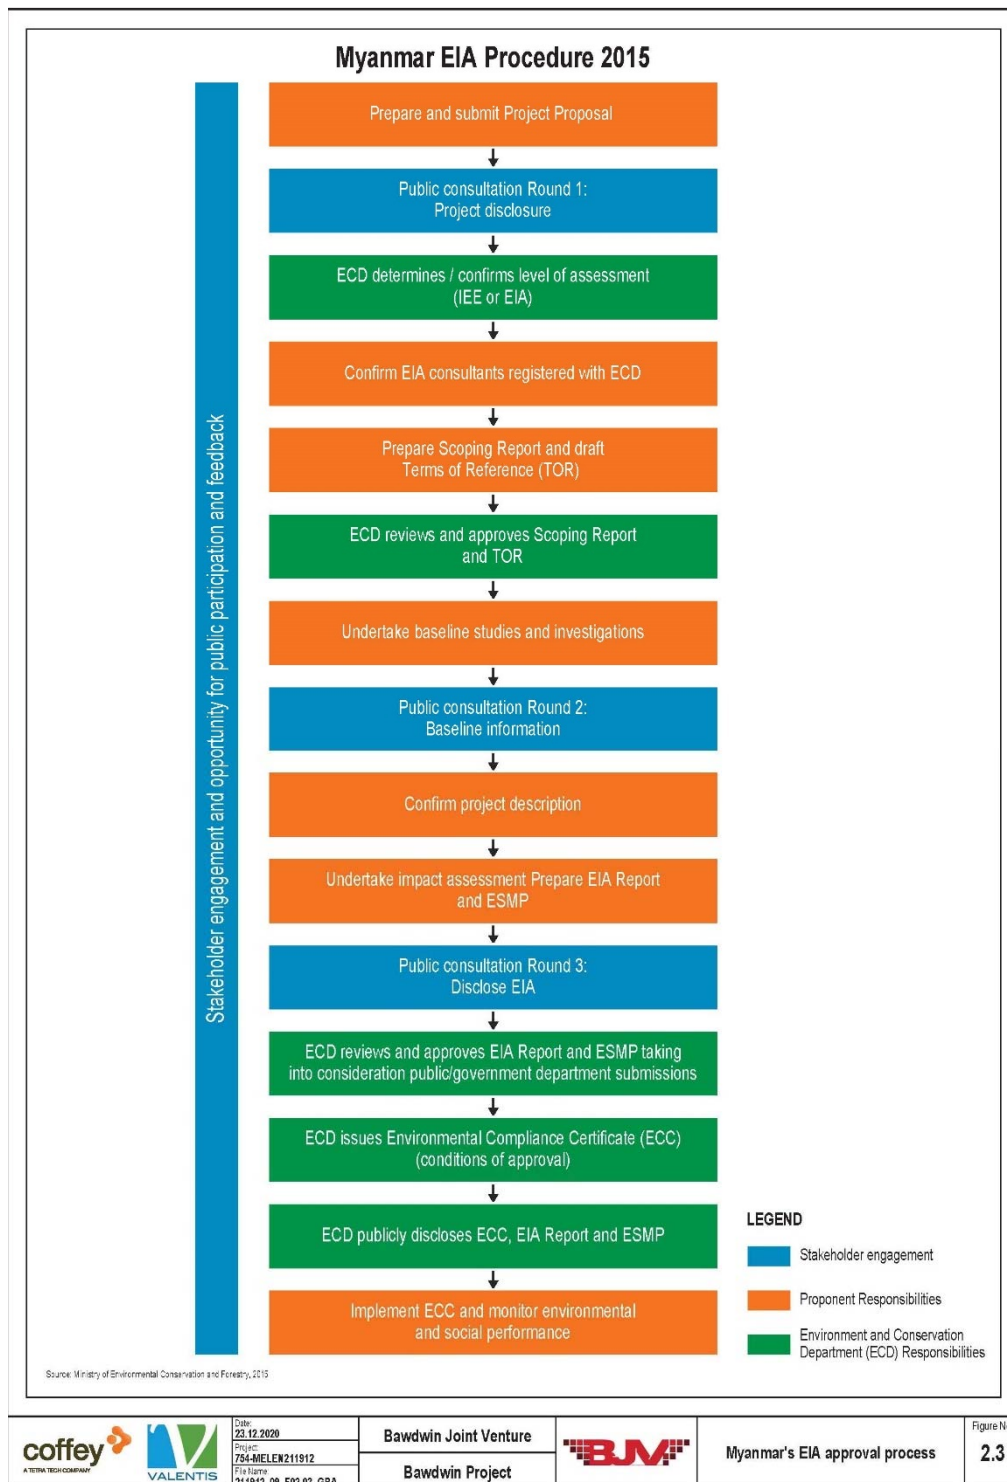 Myanmar EIA Procedure 2015
Stakeholder engagement and opportunity for public participation and feedback
Prepare and submit Project Proposal
Public consultation Round 1:
Project disclosure
ECD determines / confirms level of assessment
(IEE or EIA)
Confirm EIA consultants registered with ECD
Prepare Scoping Report and draft
Terms of Reference (TOR)
ECD reviews and approves Scoping Report
and TOR
Undertake baseline studies and investigations
Public consultation Round 2:
Baseline information
Confirm project description
Undertake impact assessment Prepare EIA Report
and ESMP
Public consultation Round 3:
Disclose EIA
ECD reviews and approves EIA Report and ESMP taking
into consideration public/government department submissions
ECD issues Environmental Compliance Certificate (ECC)
(conditions of approval)
ECD publicly discloses ECC, EIA Report and ESMP
Implement ECC and monitor environmental
and social performance
LEGEND
Stakeholder engagement
Proponent Responsibilities
Environment and Conservation
Department (ECD) Responsibilities
Source: Ministry of Environmental Conservation and Forestry, 2015
coffey
A TETRA TECH COMPANY
VALENTIS
Date:
23.12.2020
Project:
754-MELEN211912
File Name:
Bawdwin Joint Venture
Bawdwin Project
BJV
Myanmar's EIA approval process
Figure No
2.3